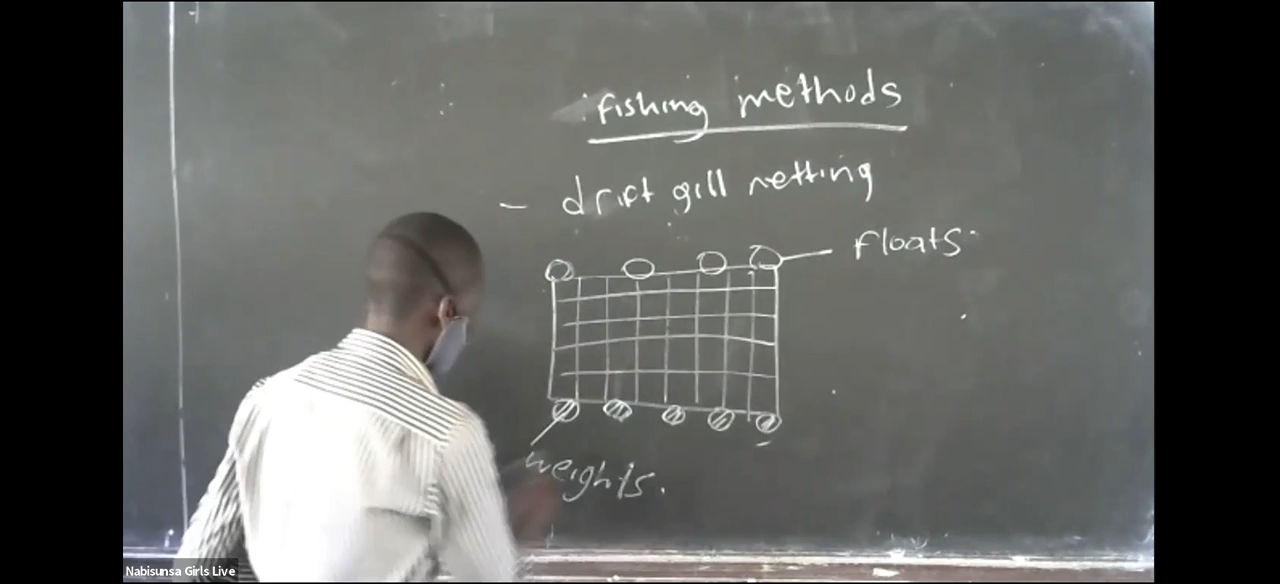 fishing methods
- drift gill netting
floats
weights.
Nabisunsa Girls Live